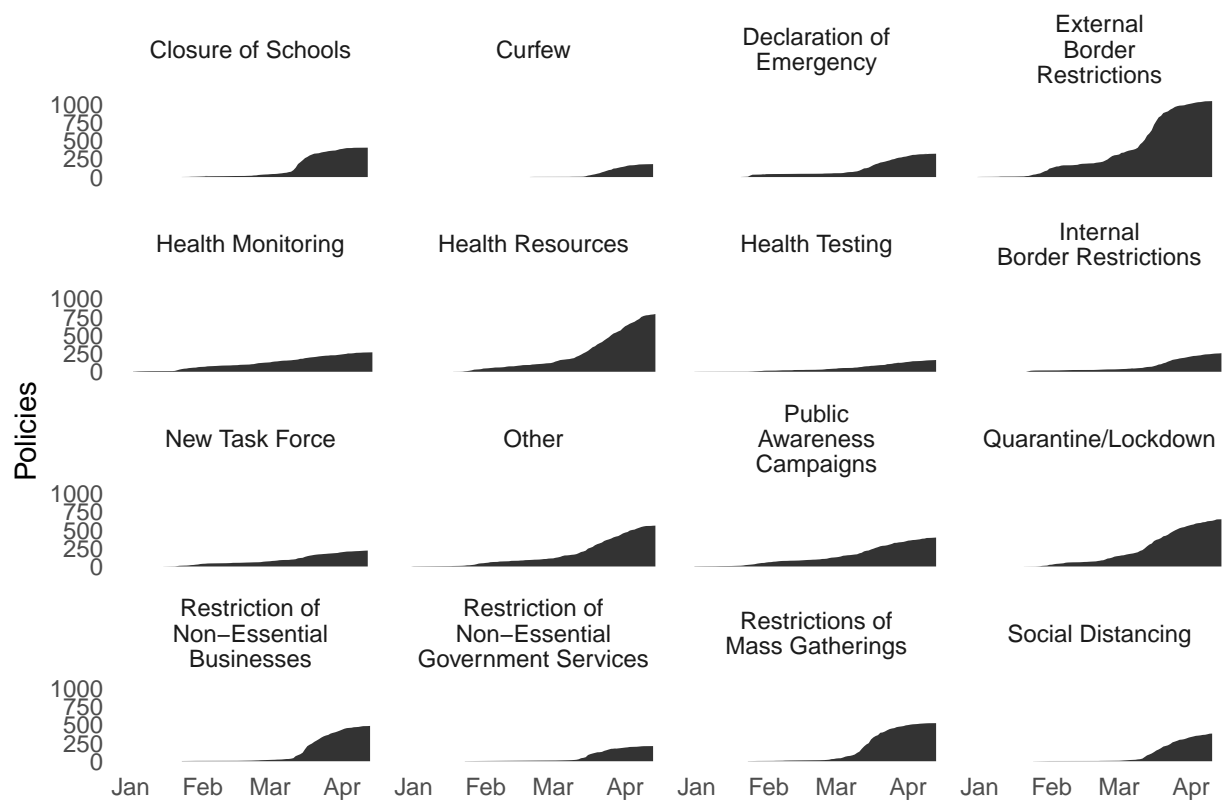 Closure of Schools
Curfew
Declaration of
Emergency
External
Border
Restrictions
1000
750
500
250
0
Health Monitoring
Health Resources
Health Testing
Internal
Border Restrictions
1000
750
500
250
0
Policies
New Task Force
Other
Public
Awareness
Campaigns
Quarantine/Lockdown
1000
750
500
250
0
Restriction of
Non−Essential
Businesses
Restriction of
Non−Essential
Government Services
Restrictions of
Mass Gatherings
Social Distancing
1000
750
500
250
0
Jan Feb Mar Apr Jan Feb Mar Apr Jan Feb Mar Apr Jan Feb Mar Apr